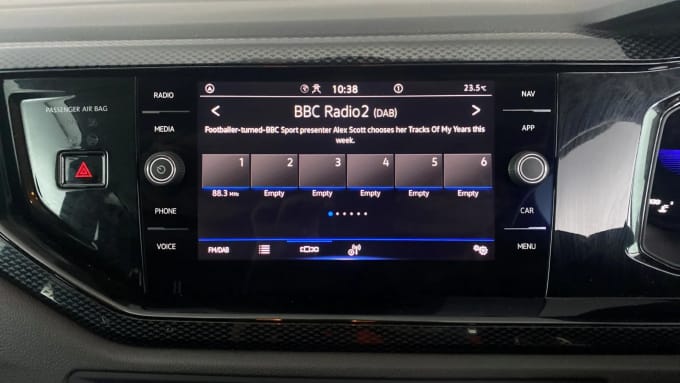 PASSENGER AIR BAG
RADIO
MEDIA
PHONE
VOICE
10:38
23.5°C
BBC Radio2 (DAB)
Footballer-turned-BBC Sport presenter Alex Scott chooses her Tracks Of My Years this
week.
1 2 3 4 5 6
88.3 MHz Empty Empty Empty Empty Empty
FM/DAB
NAV
APP
CAR
MENU